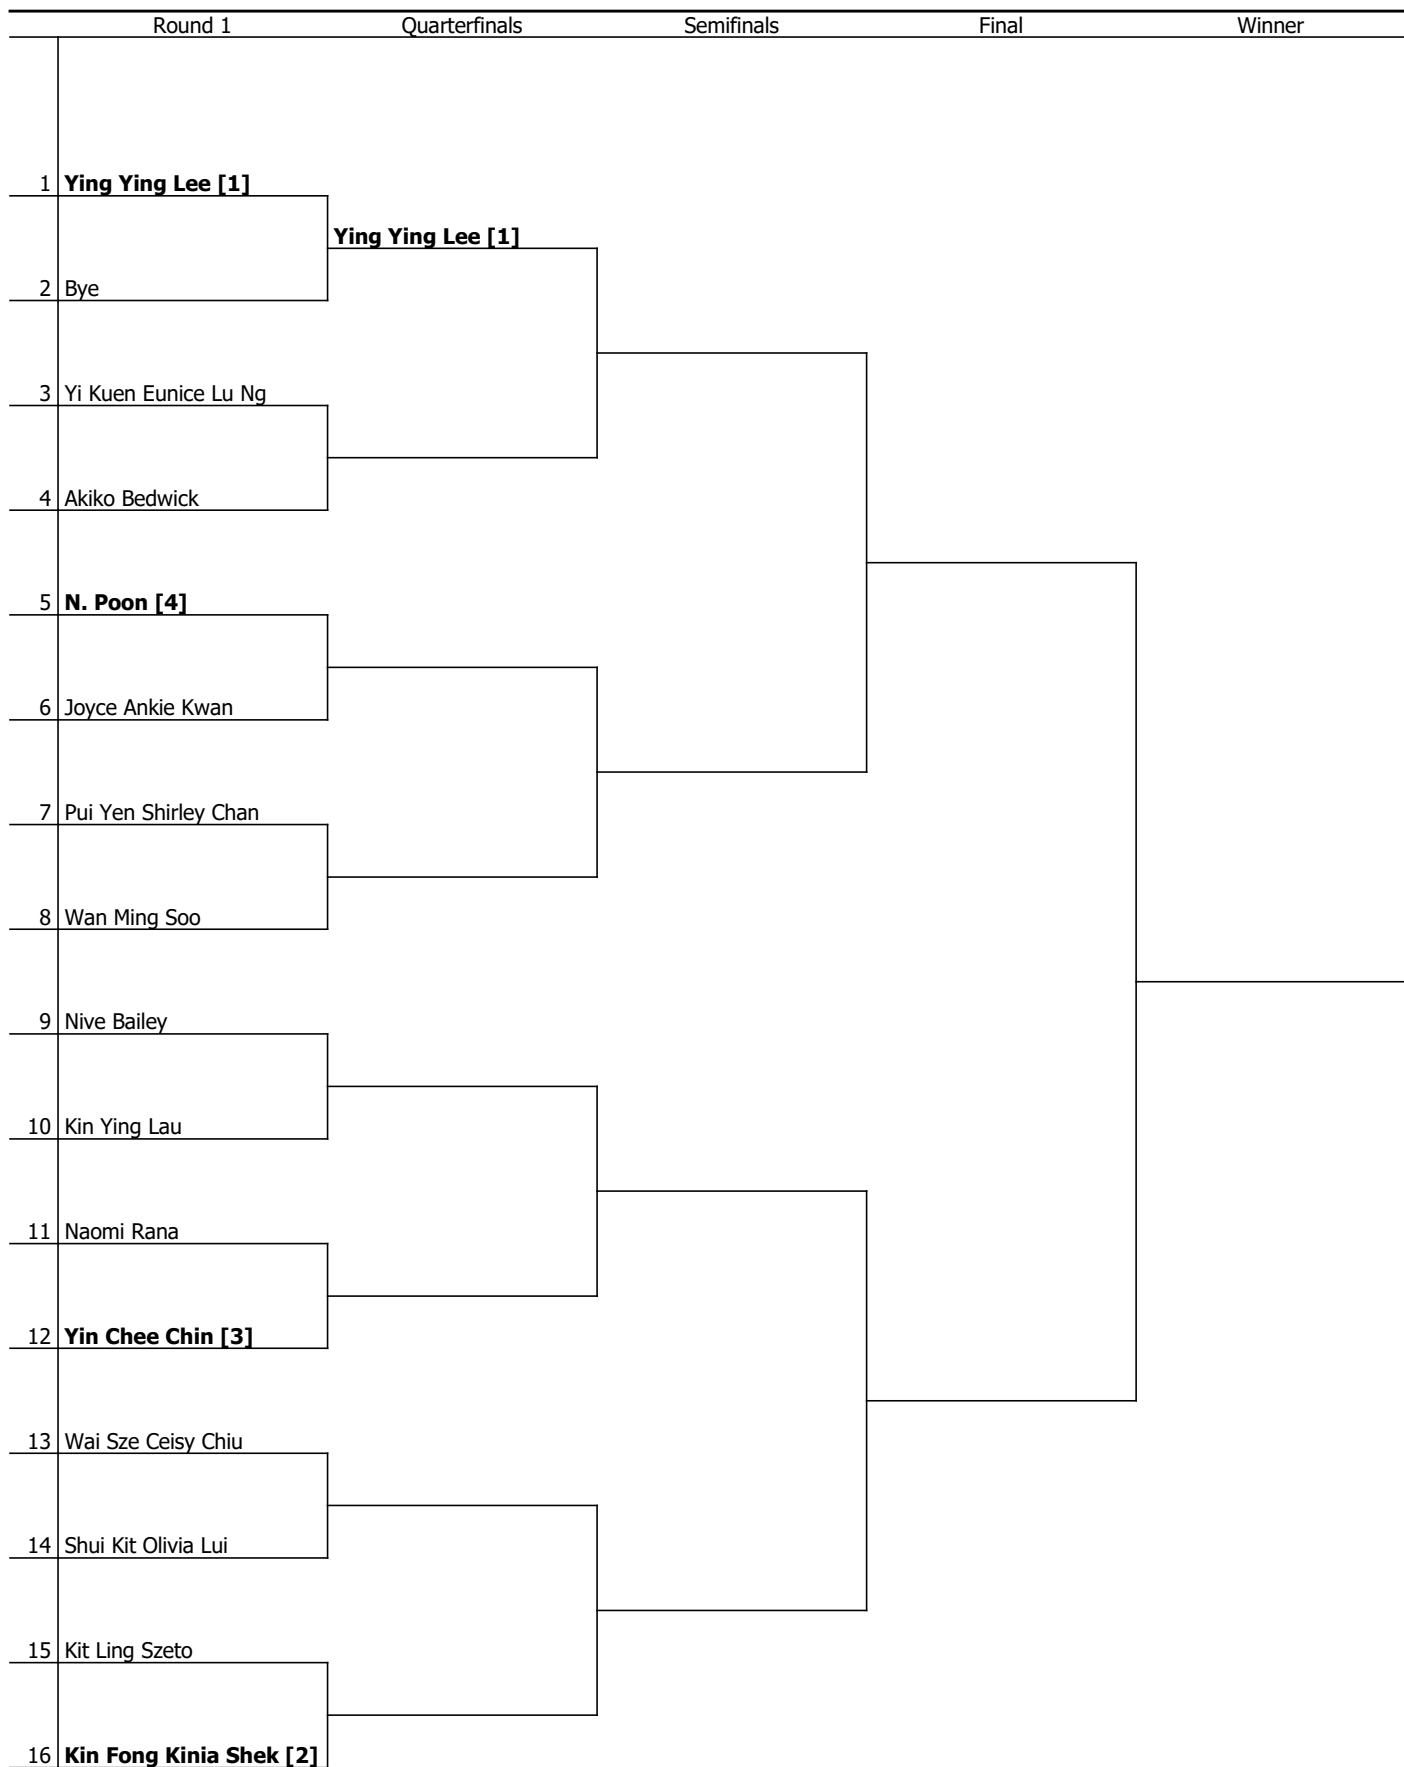 Round 1 Quarterfinals Semifinals Final Winner
1 Ying Ying Lee [1]
Ying Ying Lee [1]
2 Bye
3 Yi Kuen Eunice Lu Ng
4 Akiko Bedwick
5 N. Poon [4]
6 Joyce Ankie Kwan
7 Pui Yen Shirley Chan
8 Wan Ming Soo
9 Nive Bailey
10 Kin Ying Lau
11 Naomi Rana
12 Yin Chee Chin [3]
13 Wai Sze Ceisy Chiu
14 Shui Kit Olivia Lui
15 Kit Ling Szeto
16 Kin Fong Kinia Shek [2]